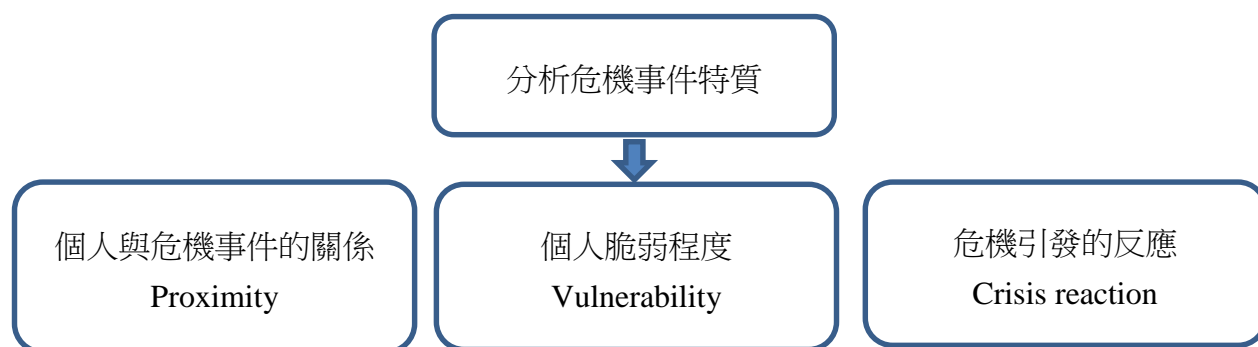 分析危機事件特質
個人與危機事件的關係
Proximity
個人脆弱程度
Vulnerability
危機引發的反應
Crisis reaction